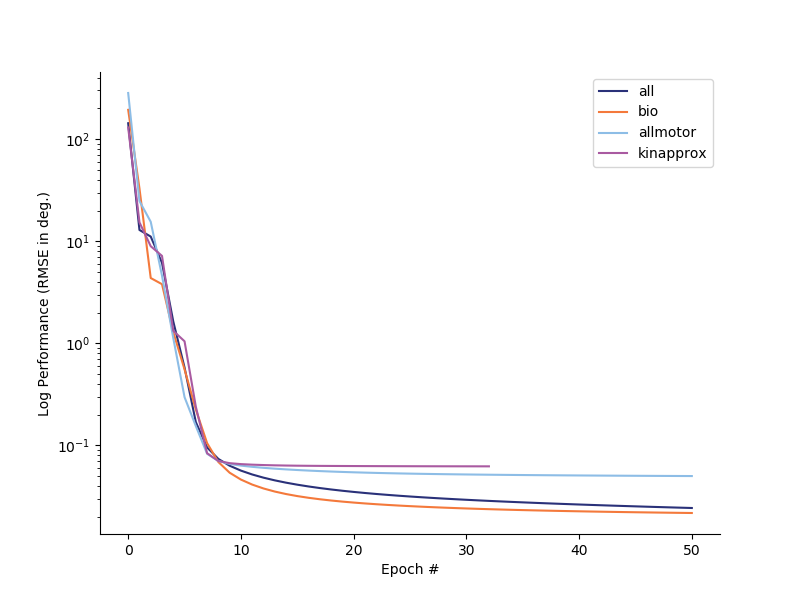 all
bio
allmotor
kinapprox
Log Performance (RMSE in deg.)
10²
10¹
10⁰
10⁻¹
0 10 20 30 40 50
Epoch #